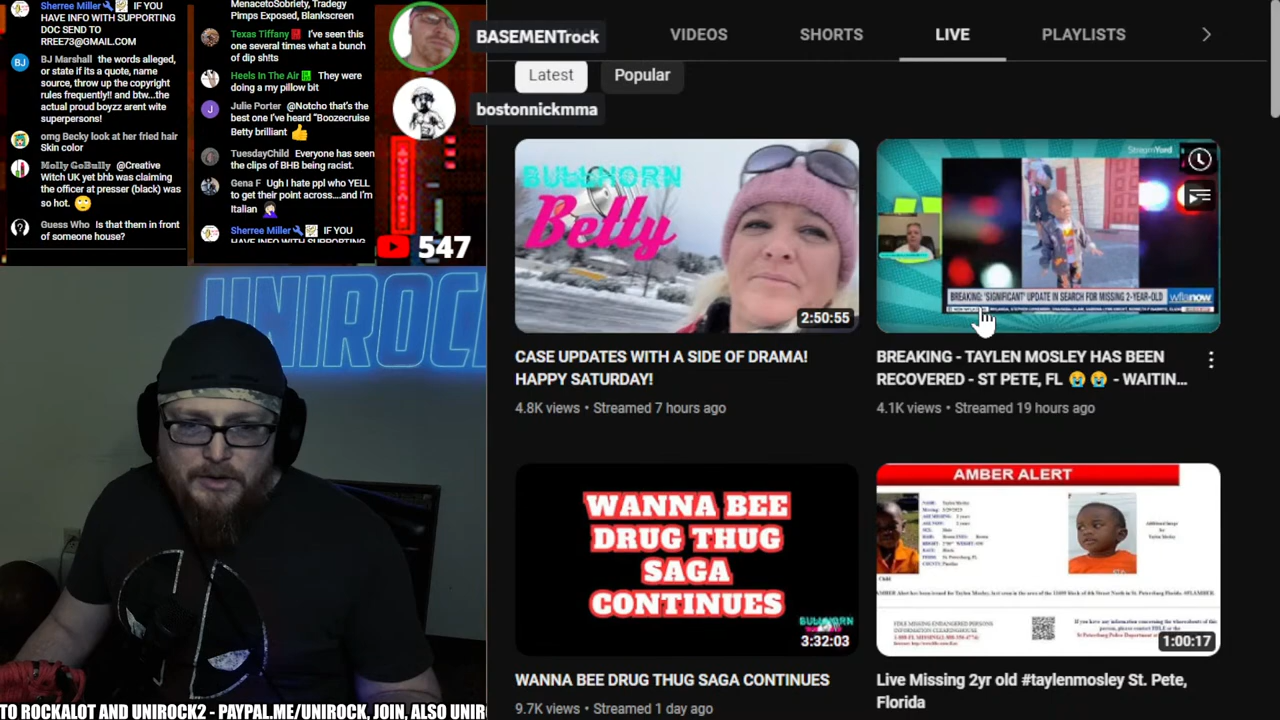 Sherree Miller IF YOU
HAVE INFO WITH SUPPORTING
DOC SEND TO
RREE73@GMAIL.COM
BJ Marshall the words alleged,
or state if its a quote, name
source, throw up the copyright
rules frequently!! and btw...the
actual proud boyzz arent wite
supersperms!
omg Becky look at her fried hair
Skin color
Molly GoBully @Creative
Witch UK yet bhb was claiming
the officer at presser (black) was
so hot. 🙄
Guess Who Is that them in front
of someone house?
MenacetoSobriety, Tradegy
Pimps Exposed, Blankscreen
Texas Tiffany I've seen this
one several times what a bunch
of dip sh!ts
Heels In The Air They were
doing a my pillow bit
Julie Porter @Notcho that's the
best one I've heard "Boozecruise
Betty brilliant 👍
TuesdayChild Everyone has seen
the clips of BHB being racist.
Gena F Ugh I hate ppl who YELL
to get their point across....and I'm
Italian 🤦🏻‍♀️
Sherree Miller IF YOU
HAVE INFO WITH SUPPORTING
547
BASEMENTrock
bostonnickmma
UNIROCK
TO ROCKALOT AND UNIROCK2 - PAYPAL.ME/UNIROCK, JOIN, ALSO UNIR
VIDEOS
SHORTS
LIVE
PLAYLISTS
Latest
Popular
BULLHORN
Betty
2:50:55
CASE UPDATES WITH A SIDE OF DRAMA!
HAPPY SATURDAY!
4.8K views • Streamed 7 hours ago
StreamYard
BREAKING: 'SIGNIFICANT' UPDATE IN SEARCH FOR MISSING 2-YEAR-OLD
wfla now
BREAKING - TAYLEN MOSLEY HAS BEEN
RECOVERED - ST PETE, FL 😭 😭 - WAITIN...
4.1K views • Streamed 19 hours ago
WANNA BEE
DRUG THUG
SAGA
CONTINUES
BULLHORN
3:32:03
WANNA BEE DRUG THUG SAGA CONTINUES
9.7K views • Streamed 1 day ago
AMBER ALERT
Child
1:00:17
Live Missing 2yr old #taylenmosley St. Pete,
Florida